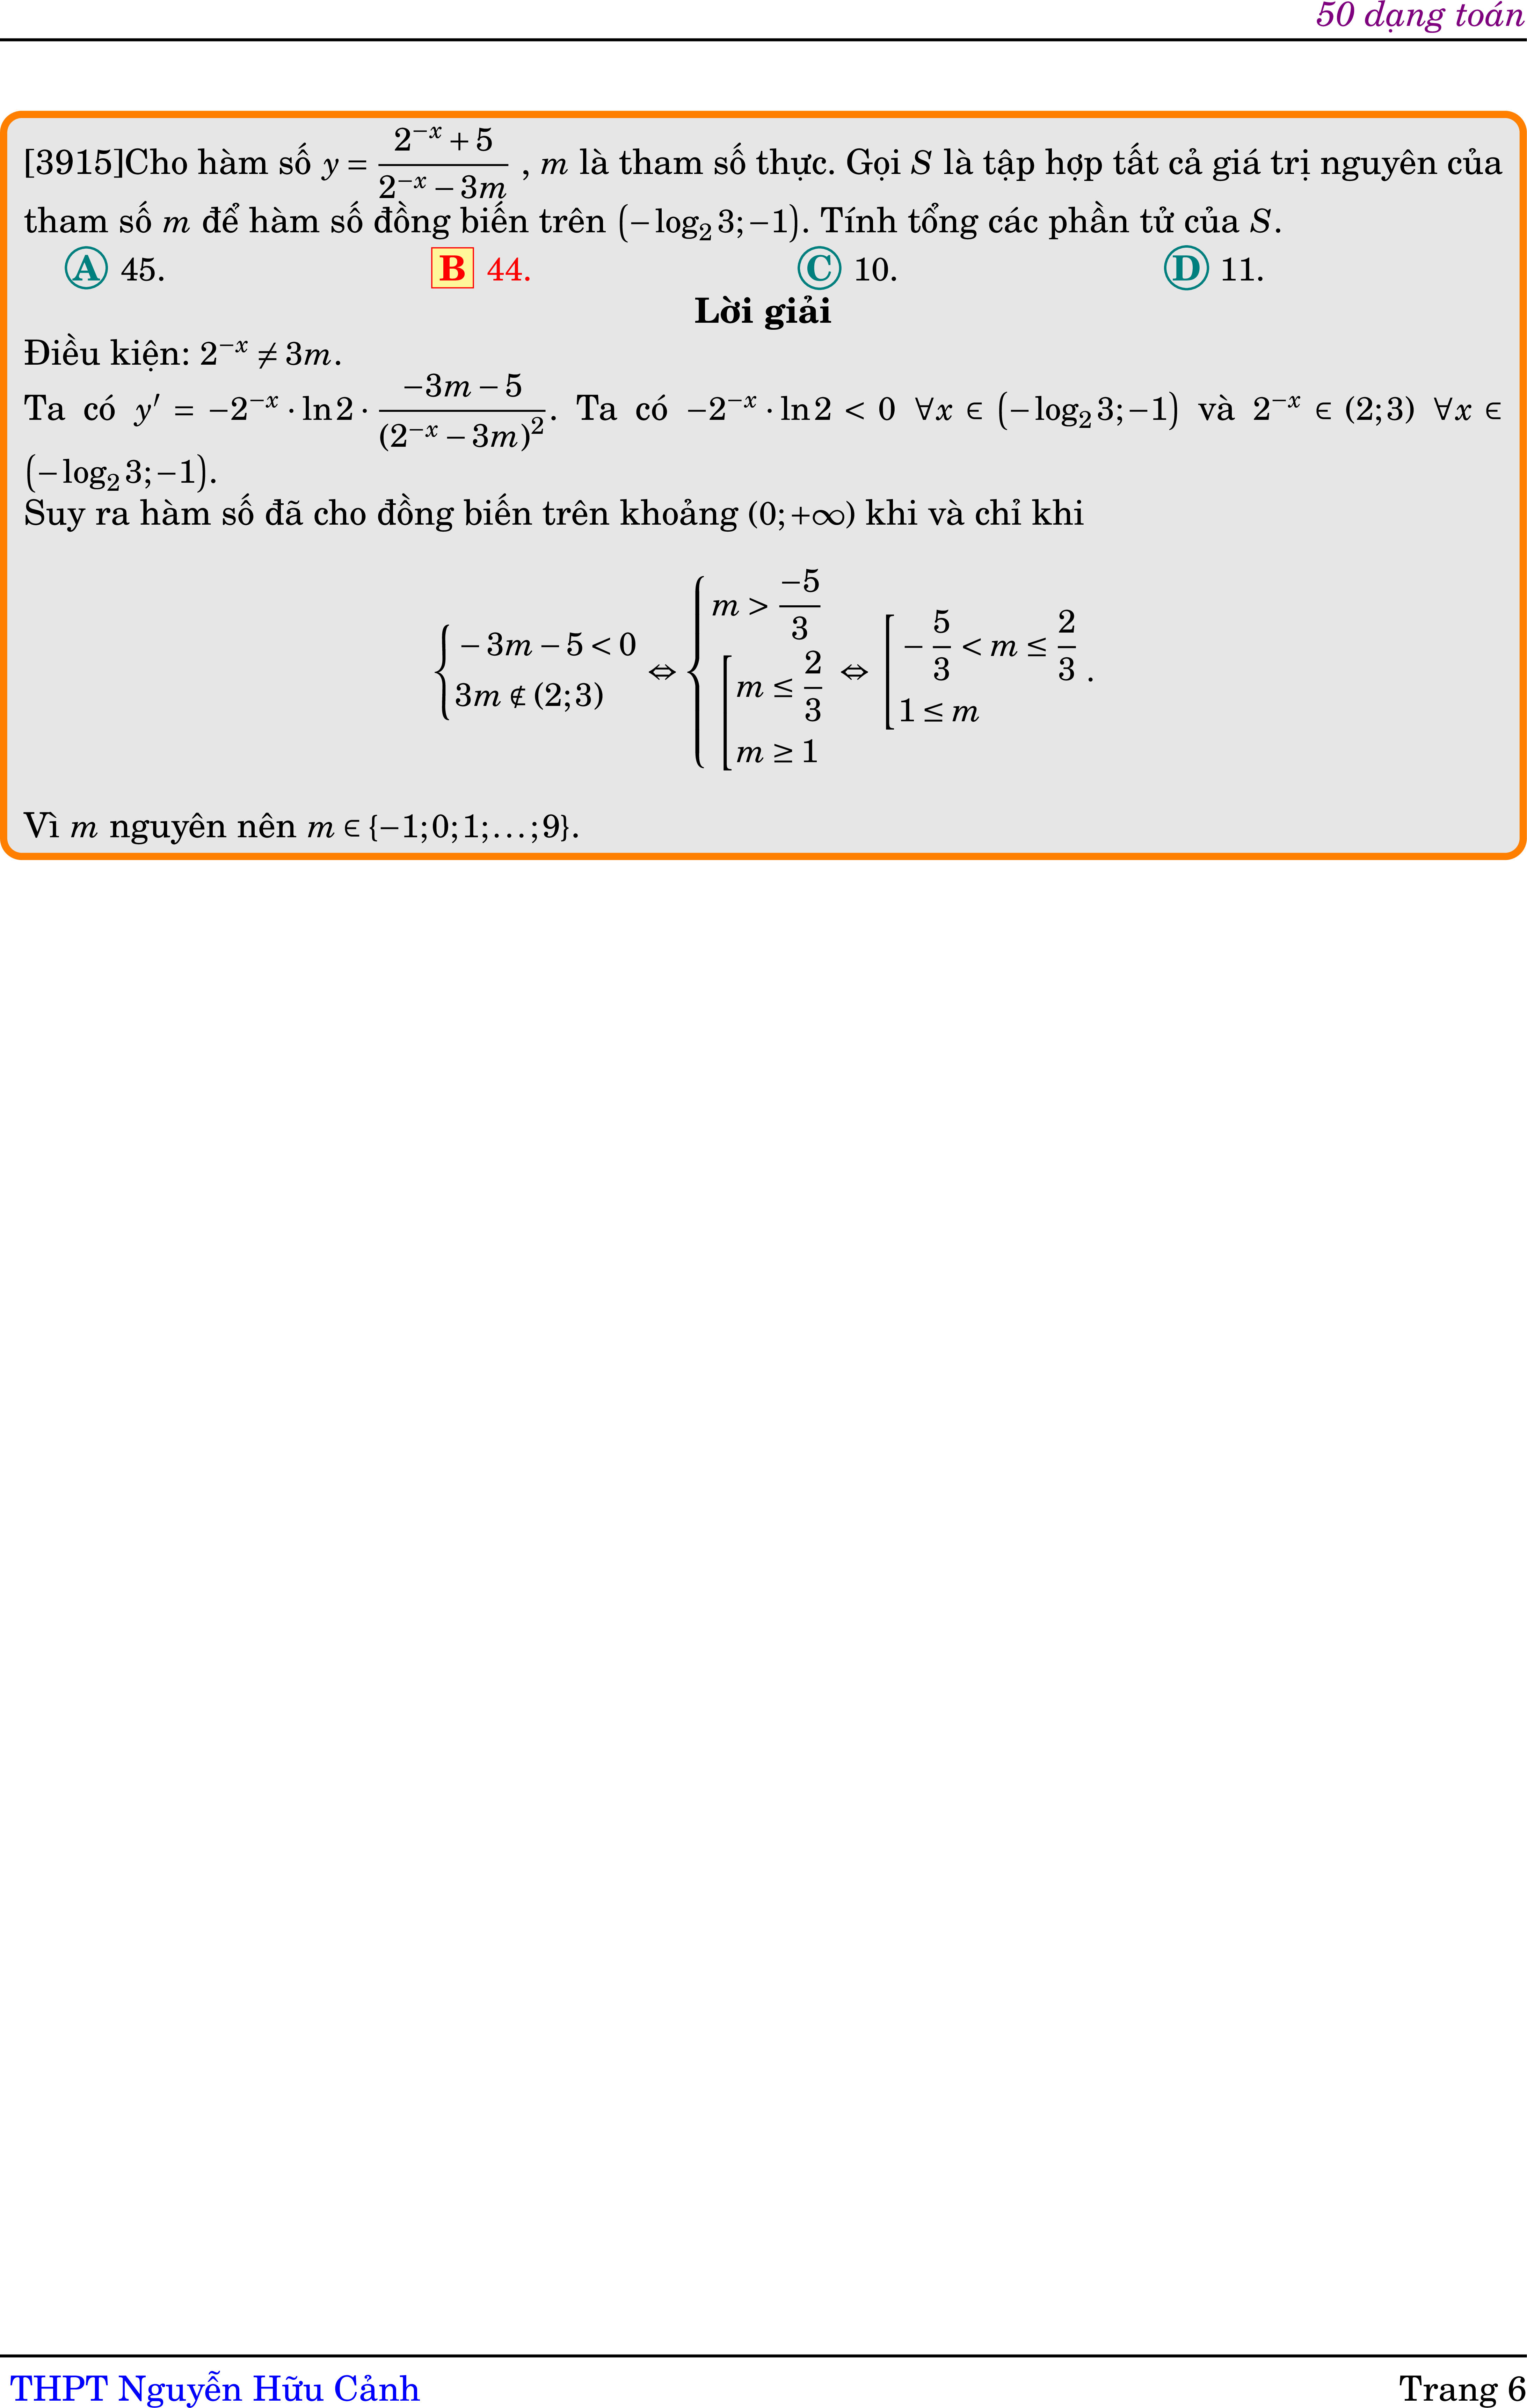 50 dạng toán
[3915]Cho hàm số $y = \dfrac{2^{-x}+5}{2^{-x}-3m}$ , $m$ là tham số thực. Gọi $S$ là tập hợp tất cả giá trị nguyên của
tham số $m$ để hàm số đồng biến trên $\left(-\log_2 3; -1\right)$. Tính tổng các phần tử của $S$.
A 45. B 44. C 10. D 11.
Lời giải
Điều kiện: $2^{-x} \neq 3m$.
Ta có $y' = -2^{-x} \cdot \ln 2 \cdot \dfrac{-3m-5}{(2^{-x}-3m)^2}$. Ta có $-2^{-x} \cdot \ln 2 < 0 \ \forall x \in \left(-\log_2 3; -1\right)$ và $2^{-x} \in (2;3) \ \forall x \in$
$\left(-\log_2 3; -1\right)$.
Suy ra hàm số đã cho đồng biến trên khoảng $(0; +\infty)$ khi và chỉ khi
$\begin{cases} -3m-5 < 0 \\ 3m \notin (2;3) \end{cases} \Leftrightarrow \begin{cases} m > \dfrac{-5}{3} \\ \left[\begin{array}{l} m \leq \dfrac{2}{3} \\ m \geq 1 \end{array}\right. \end{cases} \Leftrightarrow \left[\begin{array}{l} -\dfrac{5}{3} < m \leq \dfrac{2}{3} \\ 1 \leq m \end{array}\right. .$
Vì $m$ nguyên nên $m \in \{-1; 0; 1; \ldots; 9\}$.
THPT Nguyễn Hữu Cảnh Trang 6